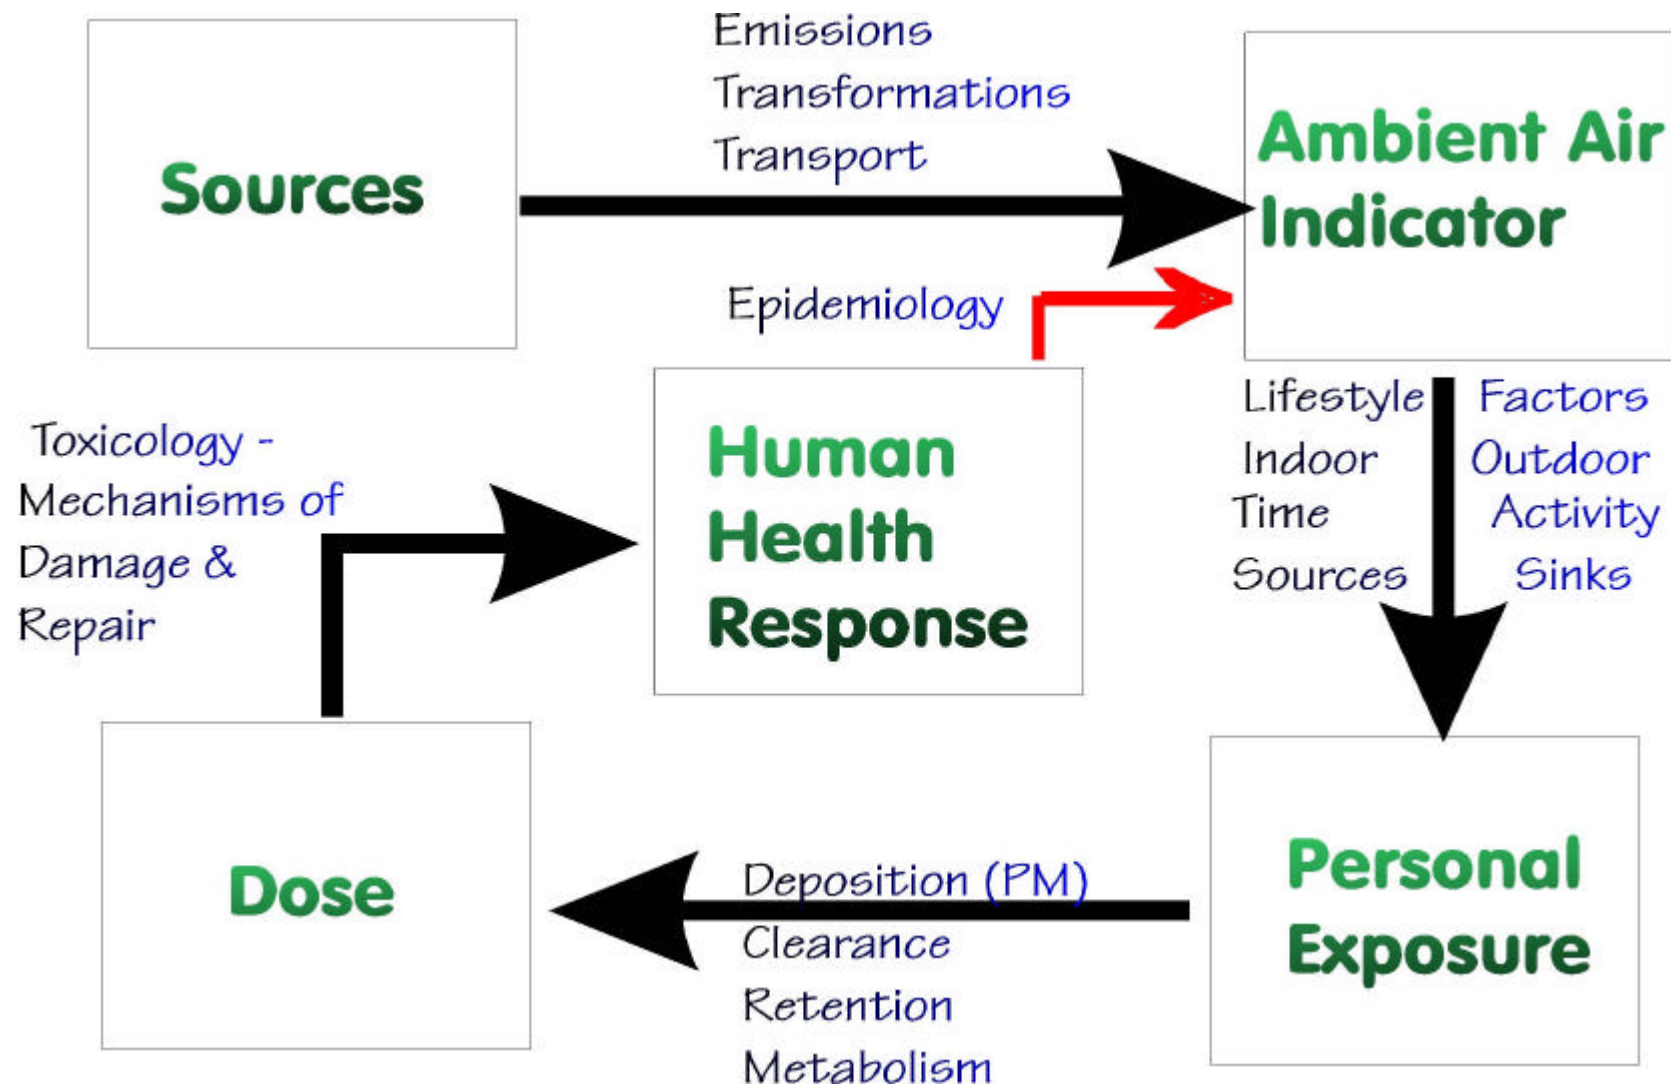 Emissions
Transformations
Transport
Sources
Ambient Air
Indicator
Epidemiology
Lifestyle Factors
Indoor Outdoor
Time Activity
Sources Sinks
Toxicology -
Mechanisms of
Damage &
Repair
Human
Health
Response
Dose
Deposition (PM)
Clearance
Retention
Metabolism
Personal
Exposure